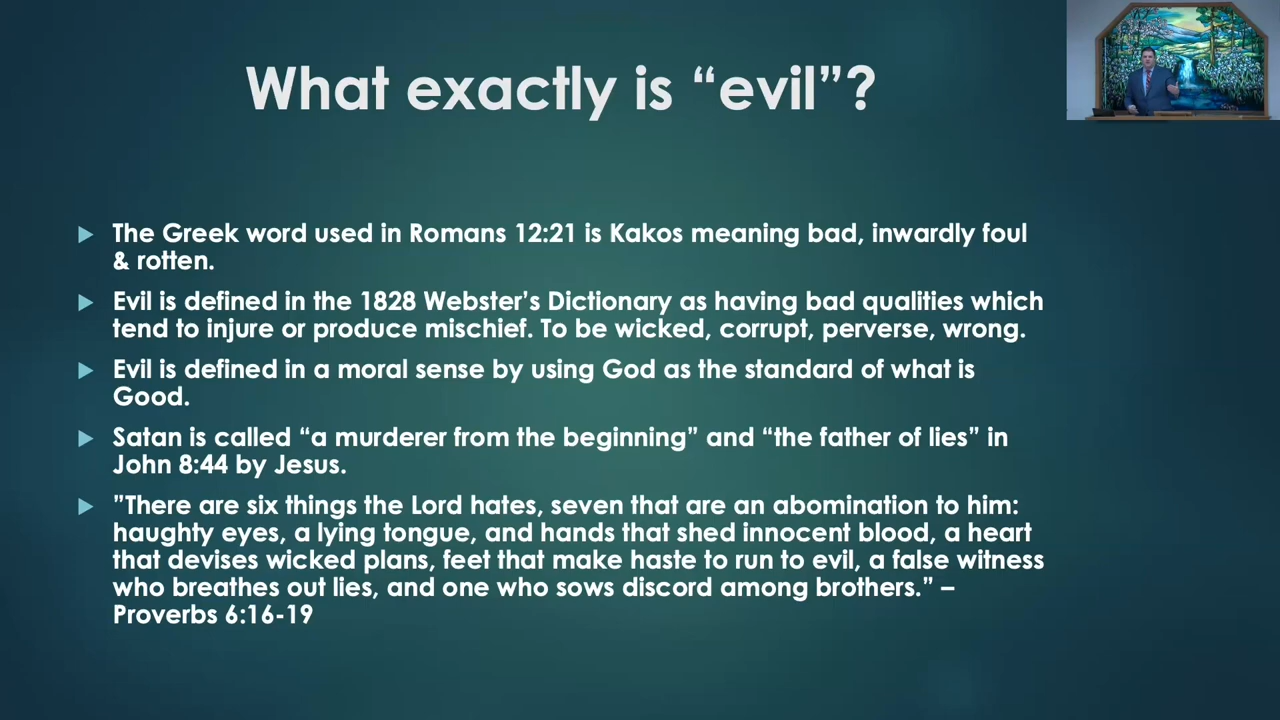 What exactly is “evil”?
The Greek word used in Romans 12:21 is Kakos meaning bad, inwardly foul
& rotten.
Evil is defined in the 1828 Webster’s Dictionary as having bad qualities which
tend to injure or produce mischief. To be wicked, corrupt, perverse, wrong.
Evil is defined in a moral sense by using God as the standard of what is
Good.
Satan is called “a murderer from the beginning” and “the father of lies” in
John 8:44 by Jesus.
”There are six things the Lord hates, seven that are an abomination to him:
haughty eyes, a lying tongue, and hands that shed innocent blood, a heart
that devises wicked plans, feet that make haste to run to evil, a false witness
who breathes out lies, and one who sows discord among brothers.” –
Proverbs 6:16-19